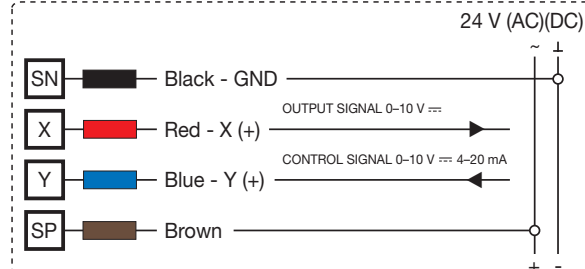 24 V (AC)(DC)
~ ⊥
SN Black - GND
OUTPUT SIGNAL 0–10 V ⎓
X Red - X (+)
CONTROL SIGNAL 0–10 V ⎓ 4–20 mA
Y Blue - Y (+)
SP Brown
+ -